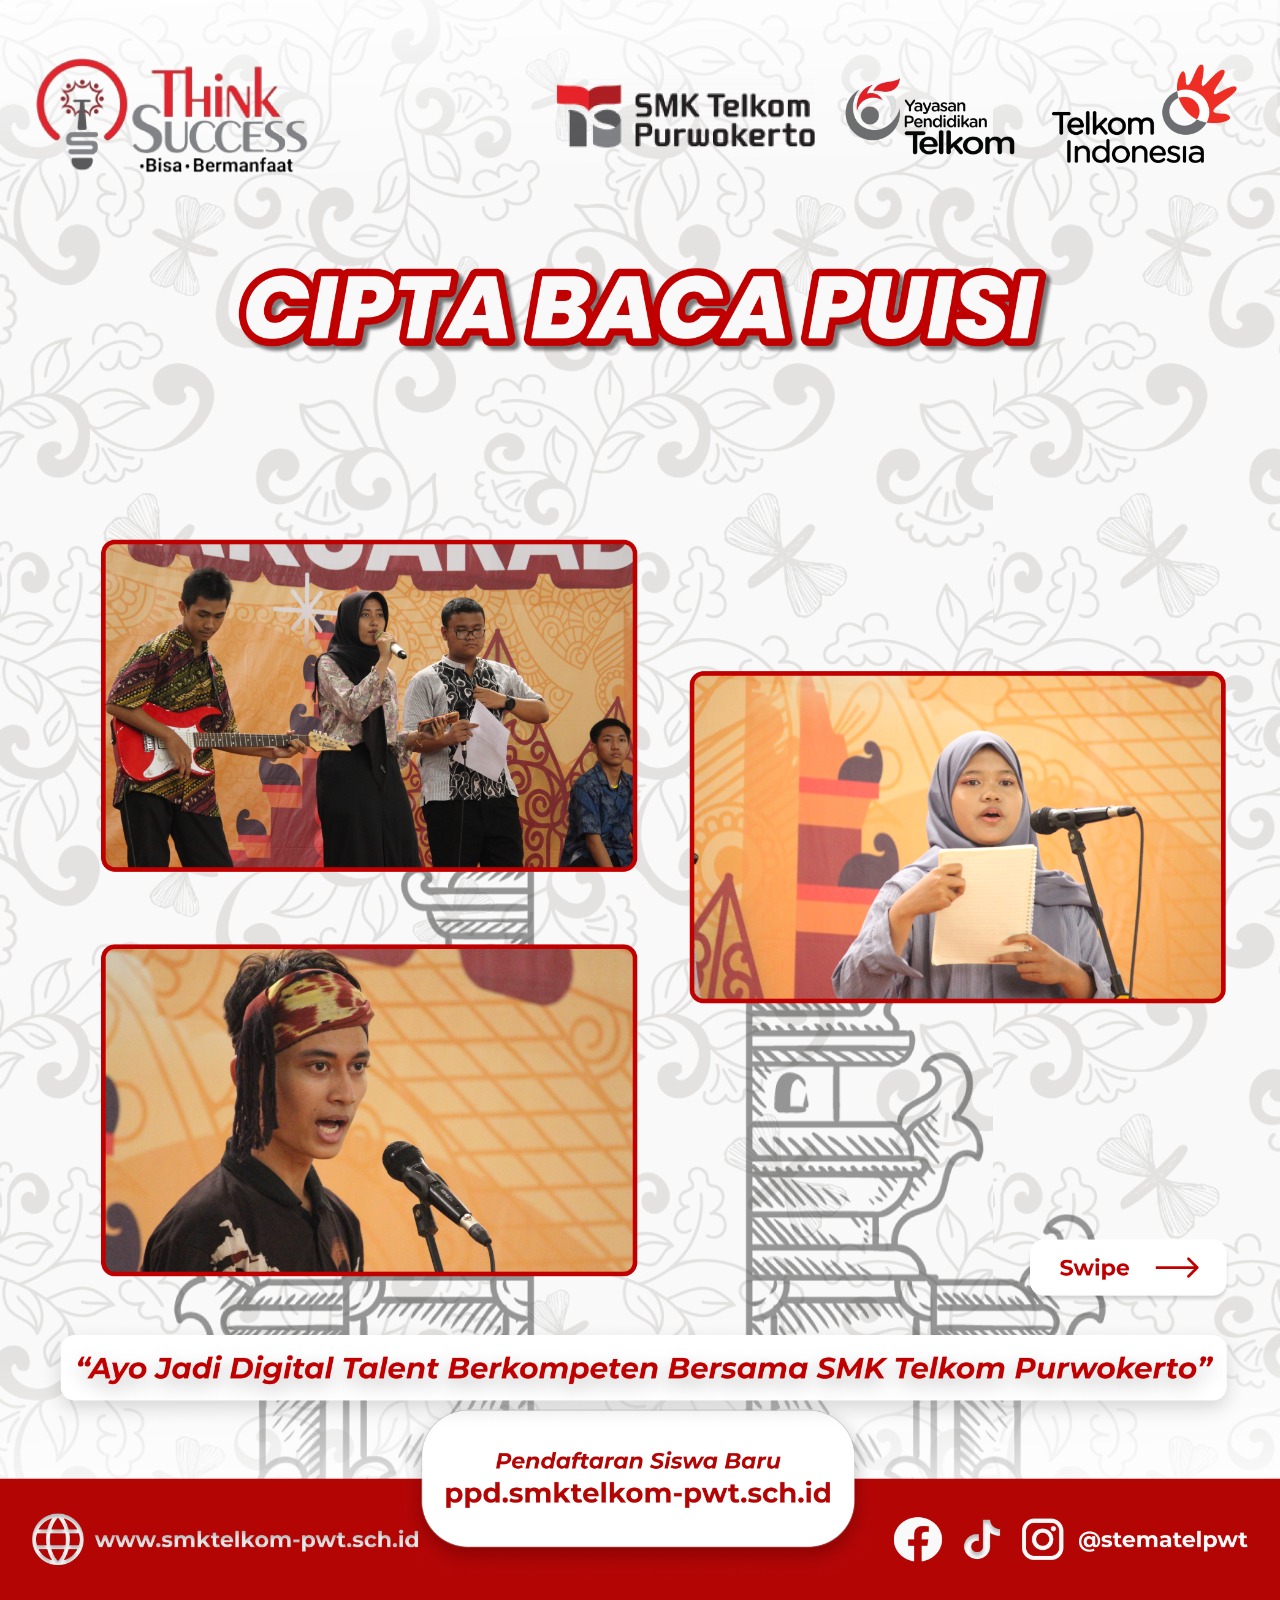 Think
Success
•Bisa•Bermanfaat
SMK Telkom
Purwokerto
Yayasan
Pendidikan
Telkom
Telkom
Indonesia
CIPTA BACA PUISI
Swipe
“Ayo Jadi Digital Talent Berkompeten Bersama SMK Telkom Purwokerto”
Pendaftaran Siswa Baru
ppd.smktelkom-pwt.sch.id
www.smktelkom-pwt.sch.id
@stematelpwt